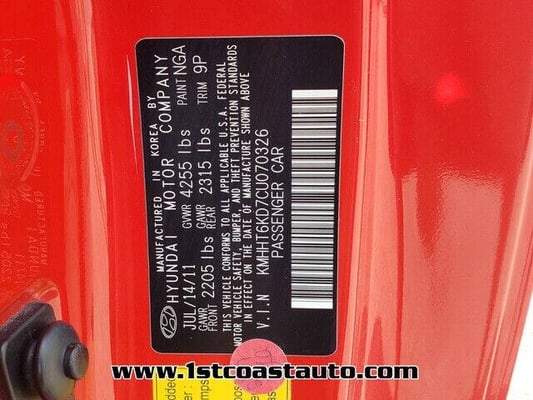 MANUFACTURED IN KOREA BY
HYUNDAI MOTOR COMPANY
JUL/14/11 GVWR 4255 lbs PAINT NGA
GAWR FRONT 2205 lbs GAWR REAR 2315 lbs TRIM 9P
THIS VEHICLE CONFORMS TO ALL APPLICABLE U.S.A. FEDERAL
MOTOR VEHICLE SAFETY, BUMPER, AND THEFT PREVENTION STANDARDS
IN EFFECT ON THE DATE OF MANUFACTURE SHOWN ABOVE
V.I.N KMHHT6KD7CU070326
PASSENGER CAR
www.1stcoastauto.com